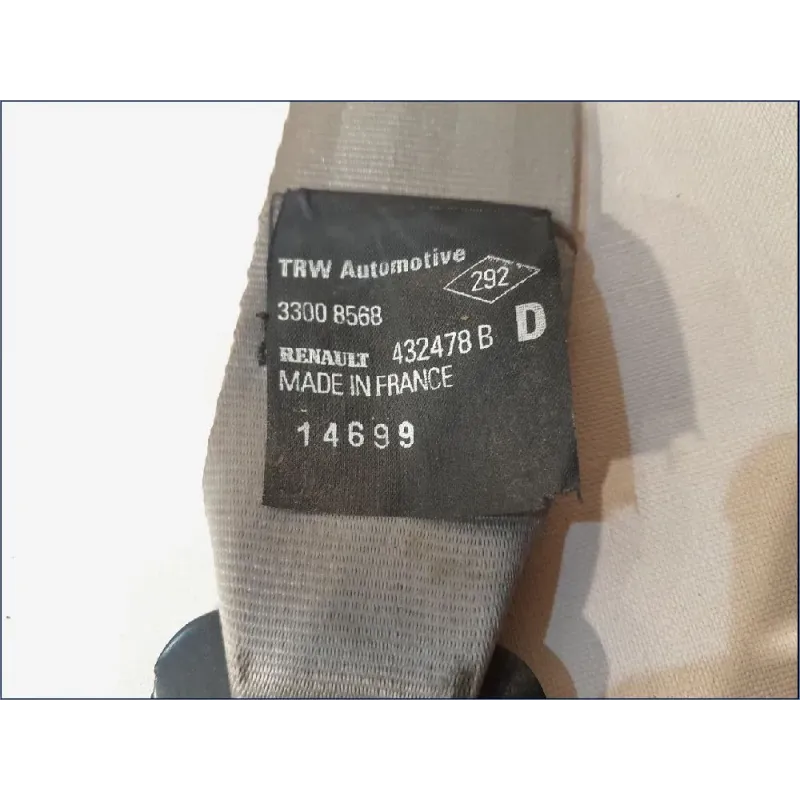 TRW Automotive 292
3300 8568 D
RENAULT 432478 B
MADE IN FRANCE
14699